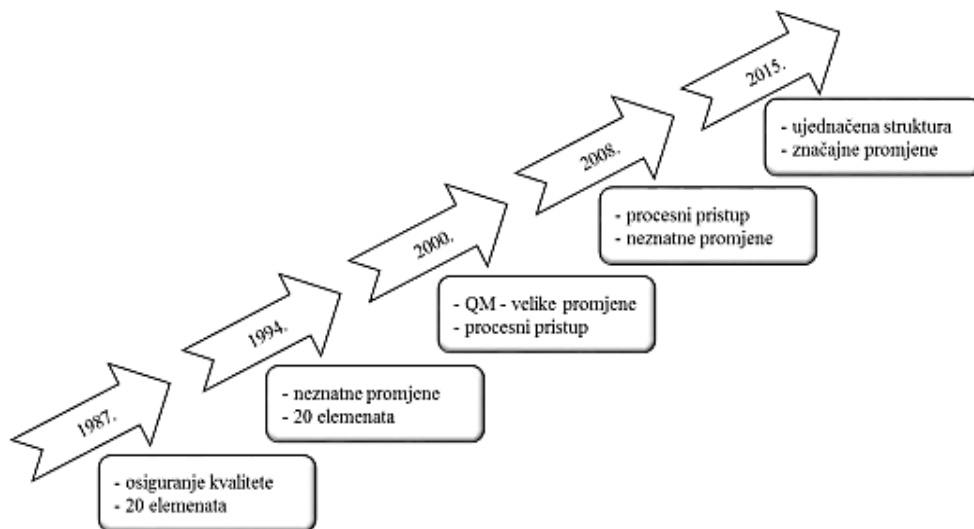 1987.
- osiguranje kvalitete
- 20 elemenata
1994.
- neznatne promjene
- 20 elemenata
2000.
- QM - velike promjene
- procesni pristup
2008.
- procesni pristup
- neznatne promjene
2015.
- ujednačena struktura
- značajne promjene